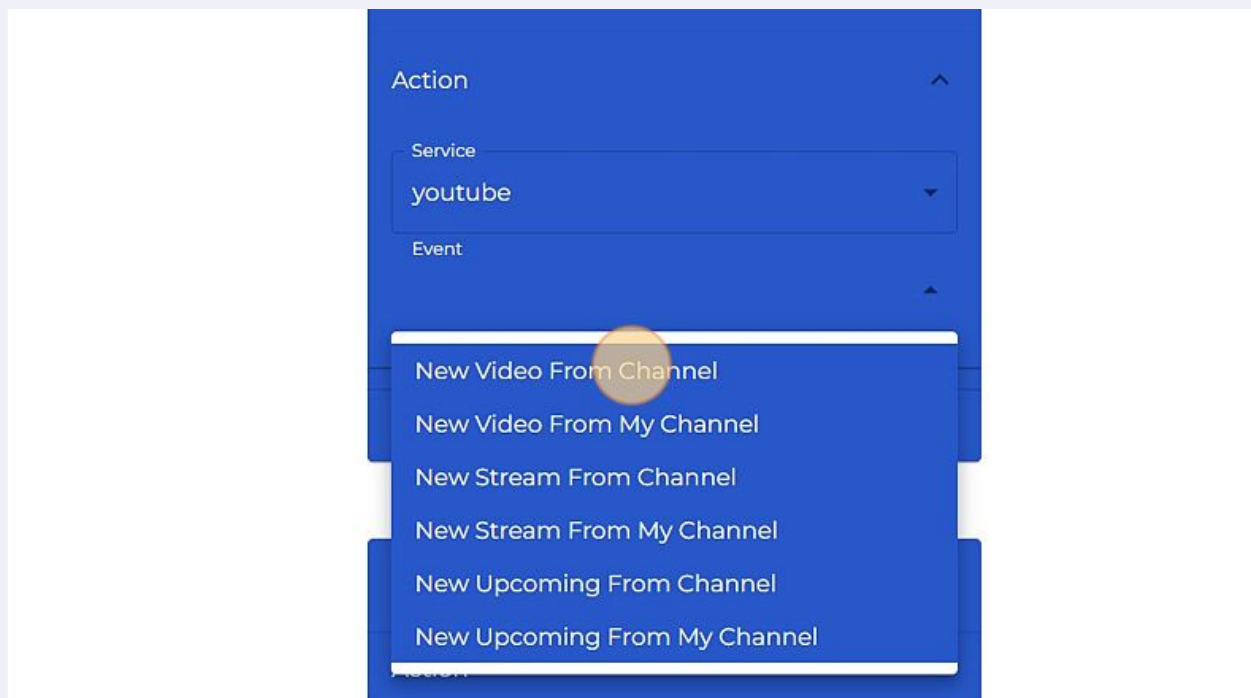 Action
Service
youtube
Event
New Video From Channel
New Video From My Channel
New Stream From Channel
New Stream From My Channel
New Upcoming From Channel
New Upcoming From My Channel
Action